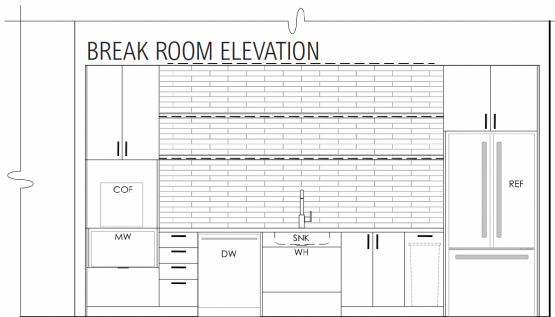 BREAK ROOM ELEVATION
COF
REF
MW
SNK
DW
WH